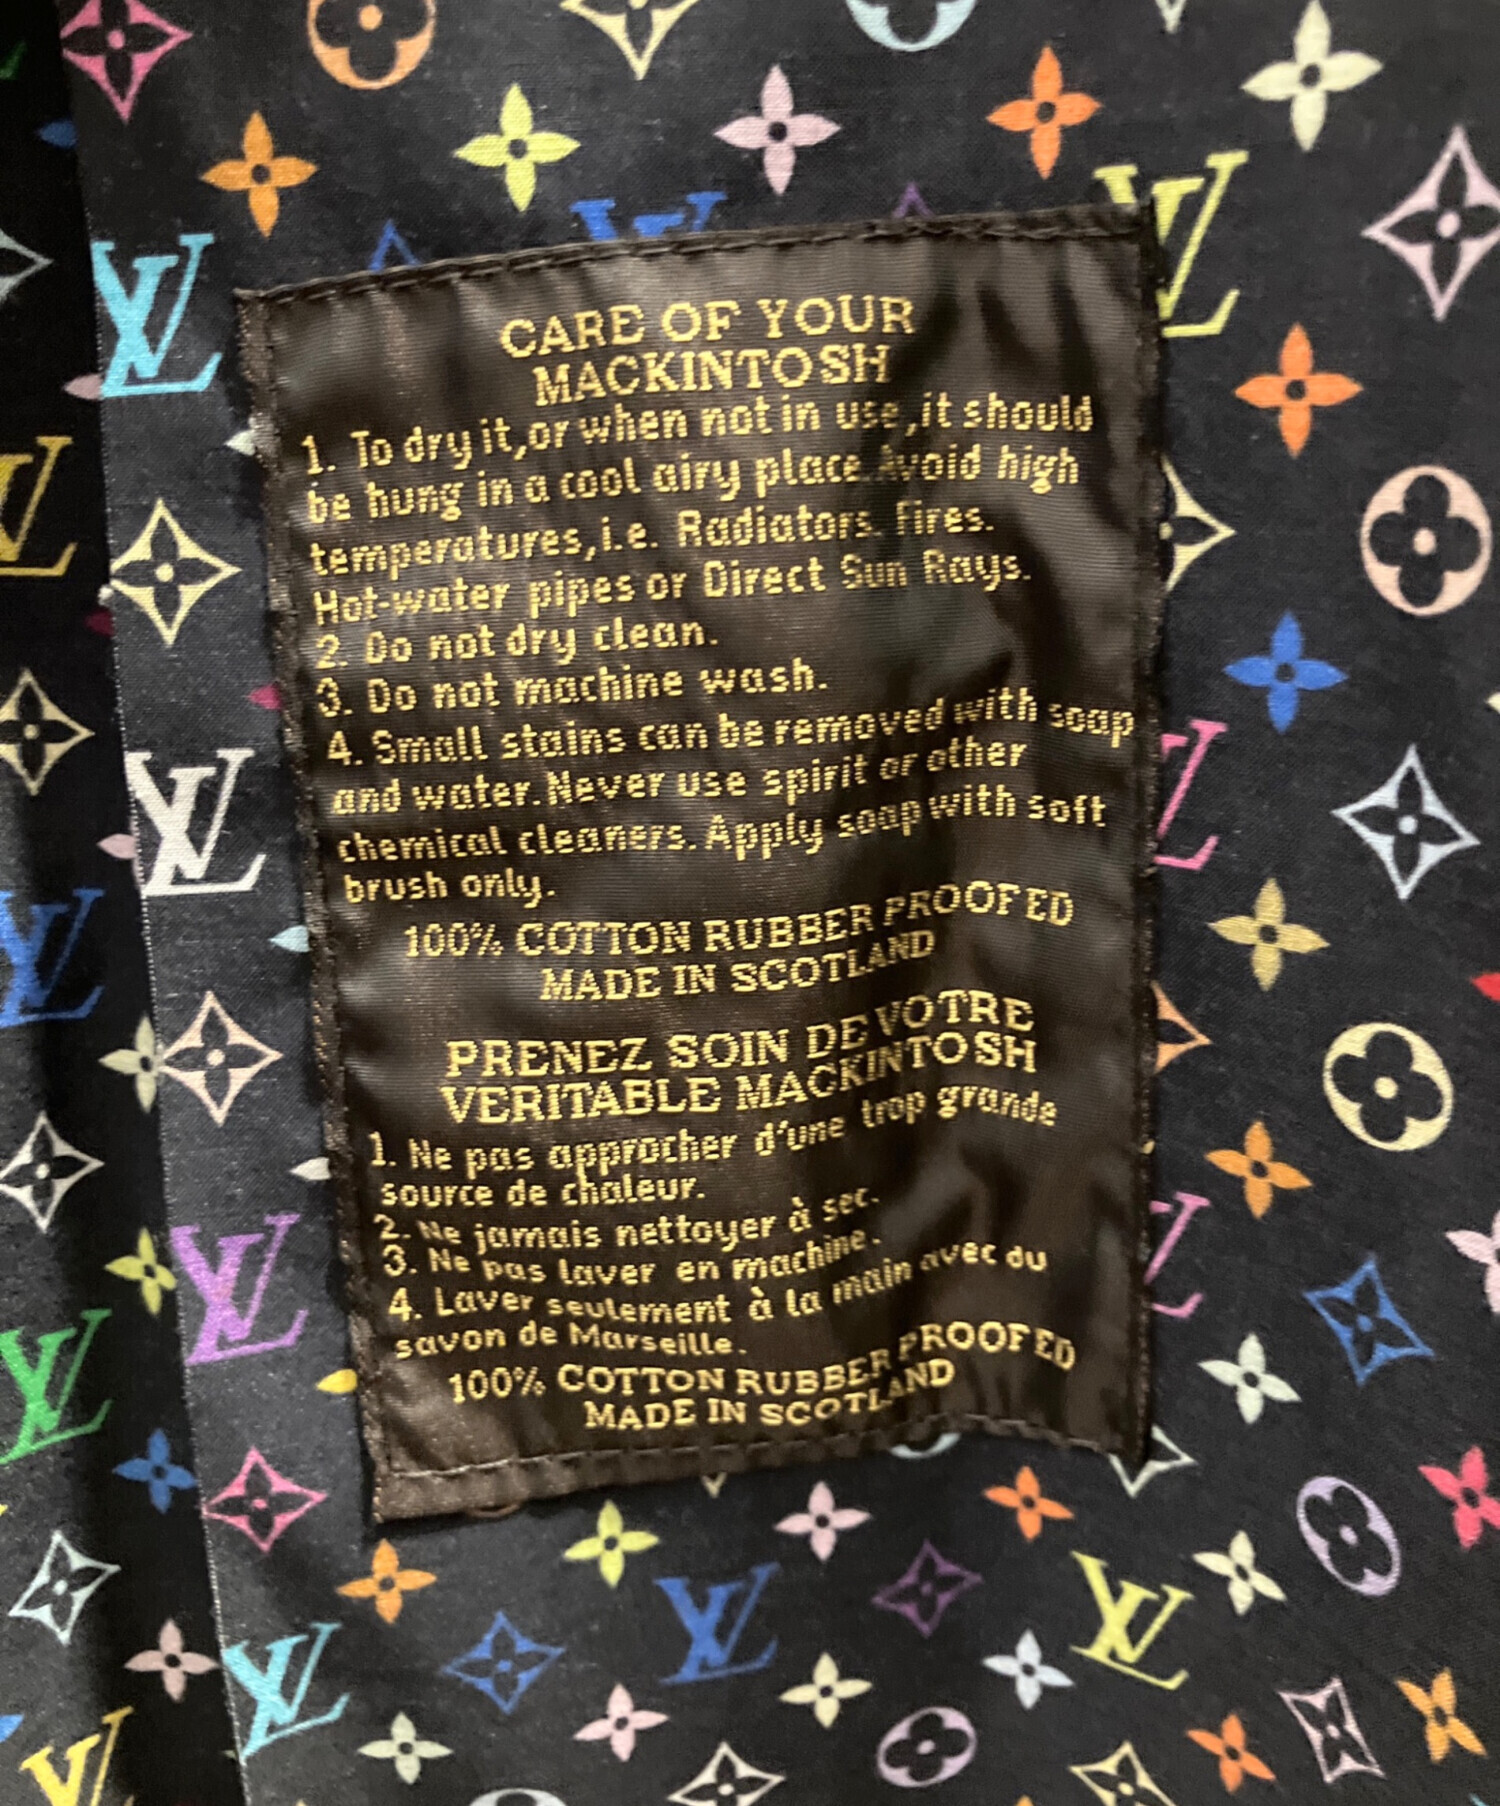 CARE OF YOUR
MACKINTOSH
1. To dry it,or when not in use,it should
be hung in a cool airy place.Avoid high
temperatures,i.e. Radiators. Fires.
Hot-water pipes or Direct Sun Rays.
2. Do not dry clean.
3. Do not machine wash.
4. Small stains can be removed with soap
and water.Never use spirit or other
chemical cleaners.Apply soap with soft
brush only.
100% COTTON RUBBER PROOFED
MADE IN SCOTLAND
PRENEZ SOIN DE VOTRE
VERITABLE MACKINTOSH
1. Ne pas approcher d'une trop grande
source de chaleur.
2. Ne jamais nettoyer à sec.
3. Ne pas laver en machine.
4. Laver seulement à la main avec du
savon de Marseille.
100% COTTON RUBBER PROOFED
MADE IN SCOTLAND